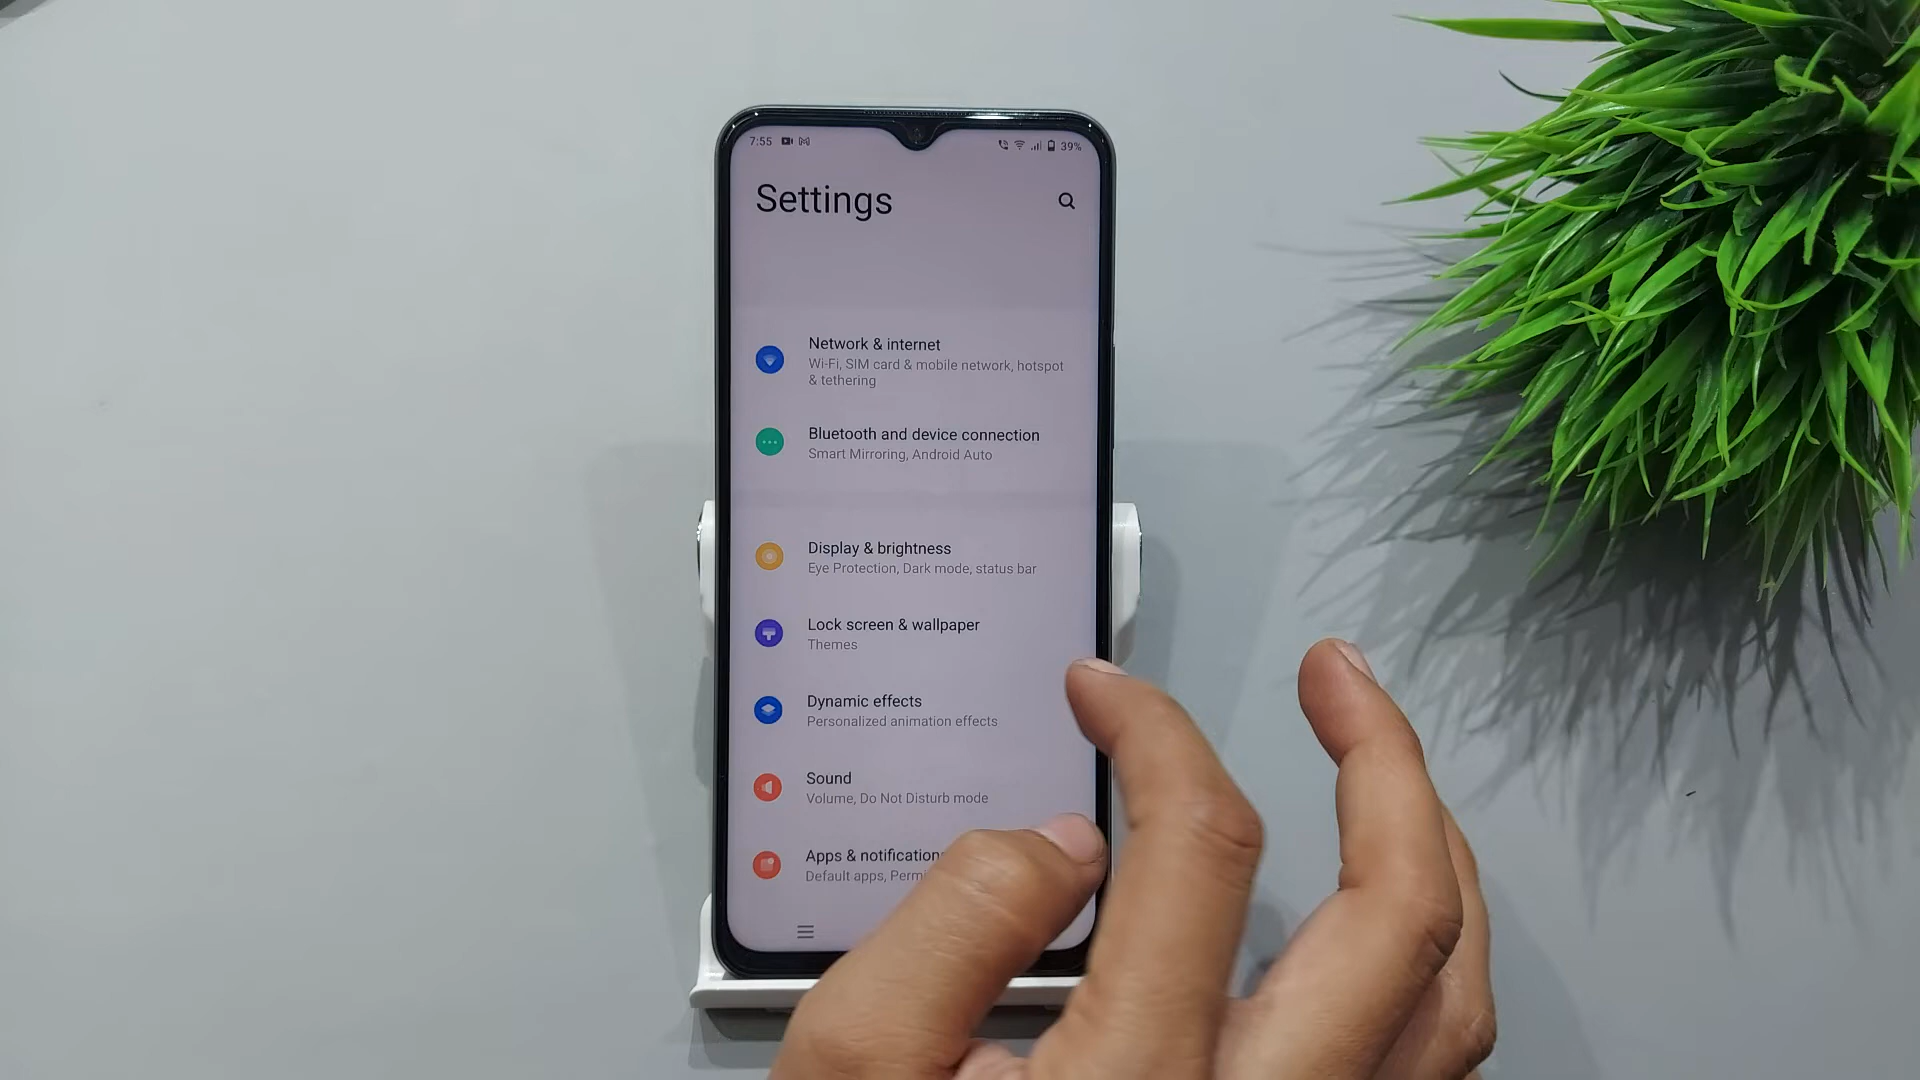 7:55 39%
Settings
Network & internet
Wi-Fi, SIM card & mobile network, hotspot
& tethering
Bluetooth and device connection
Smart Mirroring, Android Auto
Display & brightness
Eye Protection, Dark mode, status bar
Lock screen & wallpaper
Themes
Dynamic effects
Personalized animation effects
Sound
Volume, Do Not Disturb mode
Apps &
Default apps,